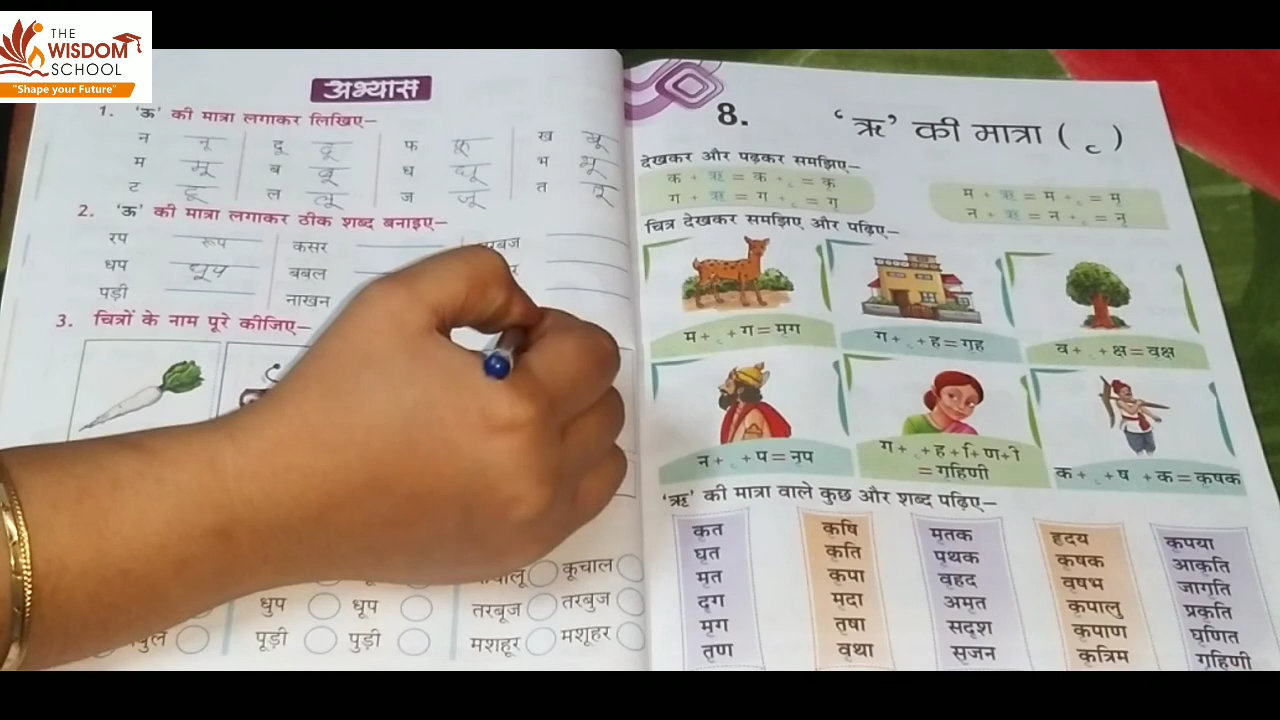 THE
WISDOM
SCHOOL
"Shape your Future"
अभ्यास
1. 'ऊ' की मात्रा लगाकर लिखिए–
न नू दू दू फ फू ख खू
म मू ब बू ध धू भ भू
ट टू ल लू ज जू त तू
2. 'ऊ' की मात्रा लगाकर ठीक शब्द बनाइए–
रप रूप कसर
धप धूप बबल
पड़ी नाखन
3. चित्रों के नाम पूरे कीजिए–
कूचाल
धुप धूप तरबूज तरबुज
पूड़ी पुड़ी मशहूर मशूहर
8. 'ऋ' की मात्रा ( ृ )
देखकर और पढ़कर समझिए–
क + ऋ = क + ृ = कृ
ग + ऋ = ग + ृ = गृ
म + ऋ = म + ृ = मृ
न + ऋ = न + ृ = नृ
चित्र देखकर समझिए और पढ़िए–
म + ृ + ग = मृग
ग + ृ + ह = गृह
व + ृ + क्ष = वृक्ष
न + ृ + प = नृप
ग + ृ + ह + ि + ण + ी
= गृहिणी
क + ृ + ष + क = कृषक
'ऋ' की मात्रा वाले कुछ और शब्द पढ़िए–
कृत कृषि मृतक हृदय कृपया
घृत कृति पृथक कृषक आकृति
मृत कृपा वृहद वृषभ जागृति
दृग मृदा अमृत कृपालु प्रकृति
मृग तृषा सदृश कृपाण घृणित
तृण वृथा सृजन कृत्रिम गृहिणी